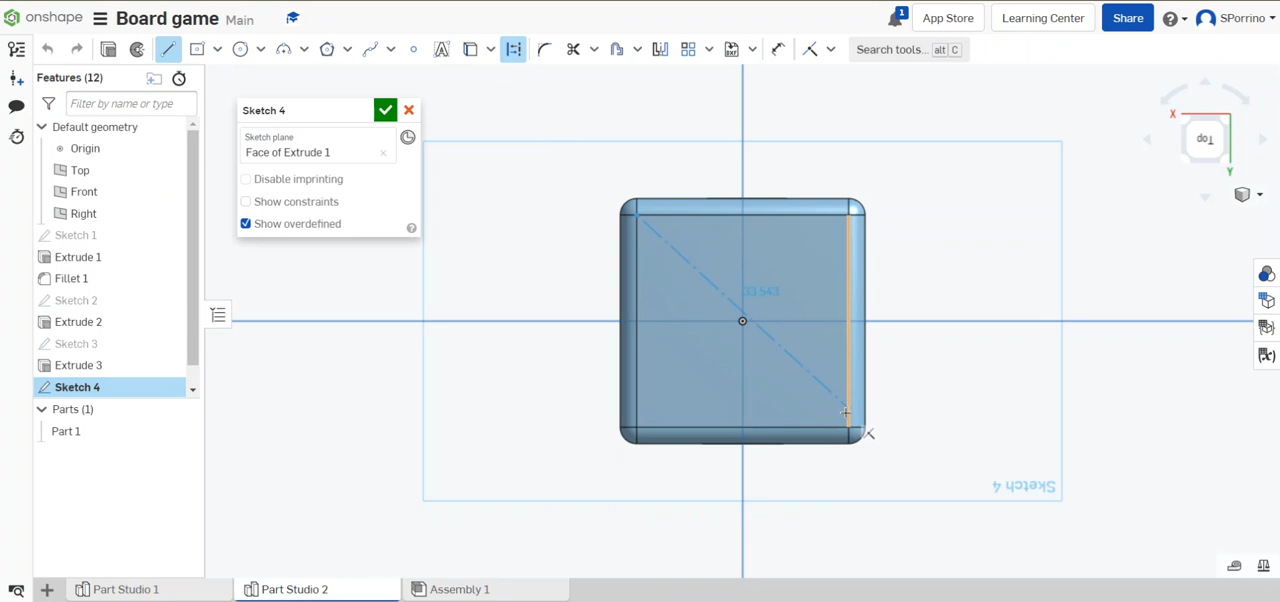 onshape
Board game
Main
1
App Store
Learning Center
Share
SPorrino
Search tools...
alt
C
Features (12)
Filter by name or type
Default geometry
Origin
Top
Front
Right
Sketch 1
Extrude 1
Fillet 1
Sketch 2
Extrude 2
Sketch 3
Extrude 3
Sketch 4
Parts (1)
Part 1
Sketch 4
Sketch plane
Face of Extrude 1
Disable imprinting
Show constraints
Show overdefined
33.543
X
Top
Y
Sketch 4
Part Studio 1
Part Studio 2
Assembly 1